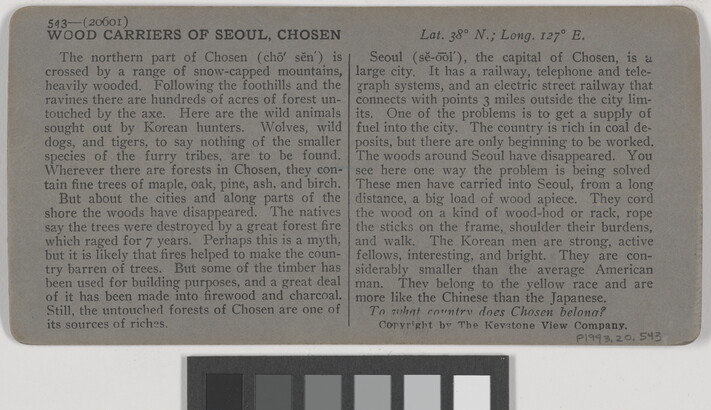 543—(20601)
WOOD CARRIERS OF SEOUL, CHOSEN
Lat. 38° N.; Long. 127° E.
The northern part of Chosen (chō' sĕn') is
crossed by a range of snow-capped mountains,
heavily wooded. Following the foothills and the
ravines there are hundreds of acres of forest un-
touched by the axe. Here are the wild animals
sought out by Korean hunters. Wolves, wild
dogs, and tigers, to say nothing of the smaller
species of the furry tribes, are to be found.
Wherever there are forests in Chosen, they con-
tain fine trees of maple, oak, pine, ash, and birch.
But about the cities and along parts of the
shore the woods have disappeared. The natives
say the trees were destroyed by a great forest fire
which raged for 7 years. Perhaps this is a myth,
but it is likely that fires helped to make the coun-
try barren of trees. But some of the timber has
been used for building purposes, and a great deal
of it has been made into firewood and charcoal.
Still, the untouched forests of Chosen are one of
its sources of riches.
Seoul (sē-ōōl'), the capital of Chosen, is a
large city. It has a railway, telephone and tele-
graph systems, and an electric street railway that
connects with points 3 miles outside the city lim-
its. One of the problems is to get a supply of
fuel into the city. The country is rich in coal de-
posits, but there are only beginning to be worked.
The woods around Seoul have disappeared. You
see here one way the problem is being solved
These men have carried into Seoul, from a long
distance, a big load of wood apiece. They cord
the wood on a kind of wood-hod or rack, rope
the sticks on the frame, shoulder their burdens,
and walk. The Korean men are strong, active
fellows, interesting, and bright. They are con-
siderably smaller than the average American
man. They belong to the yellow race and are
more like the Chinese than the Japanese.
To what country does Chosen belong?
Copyright by The Keystone View Company.
P1998.20.543